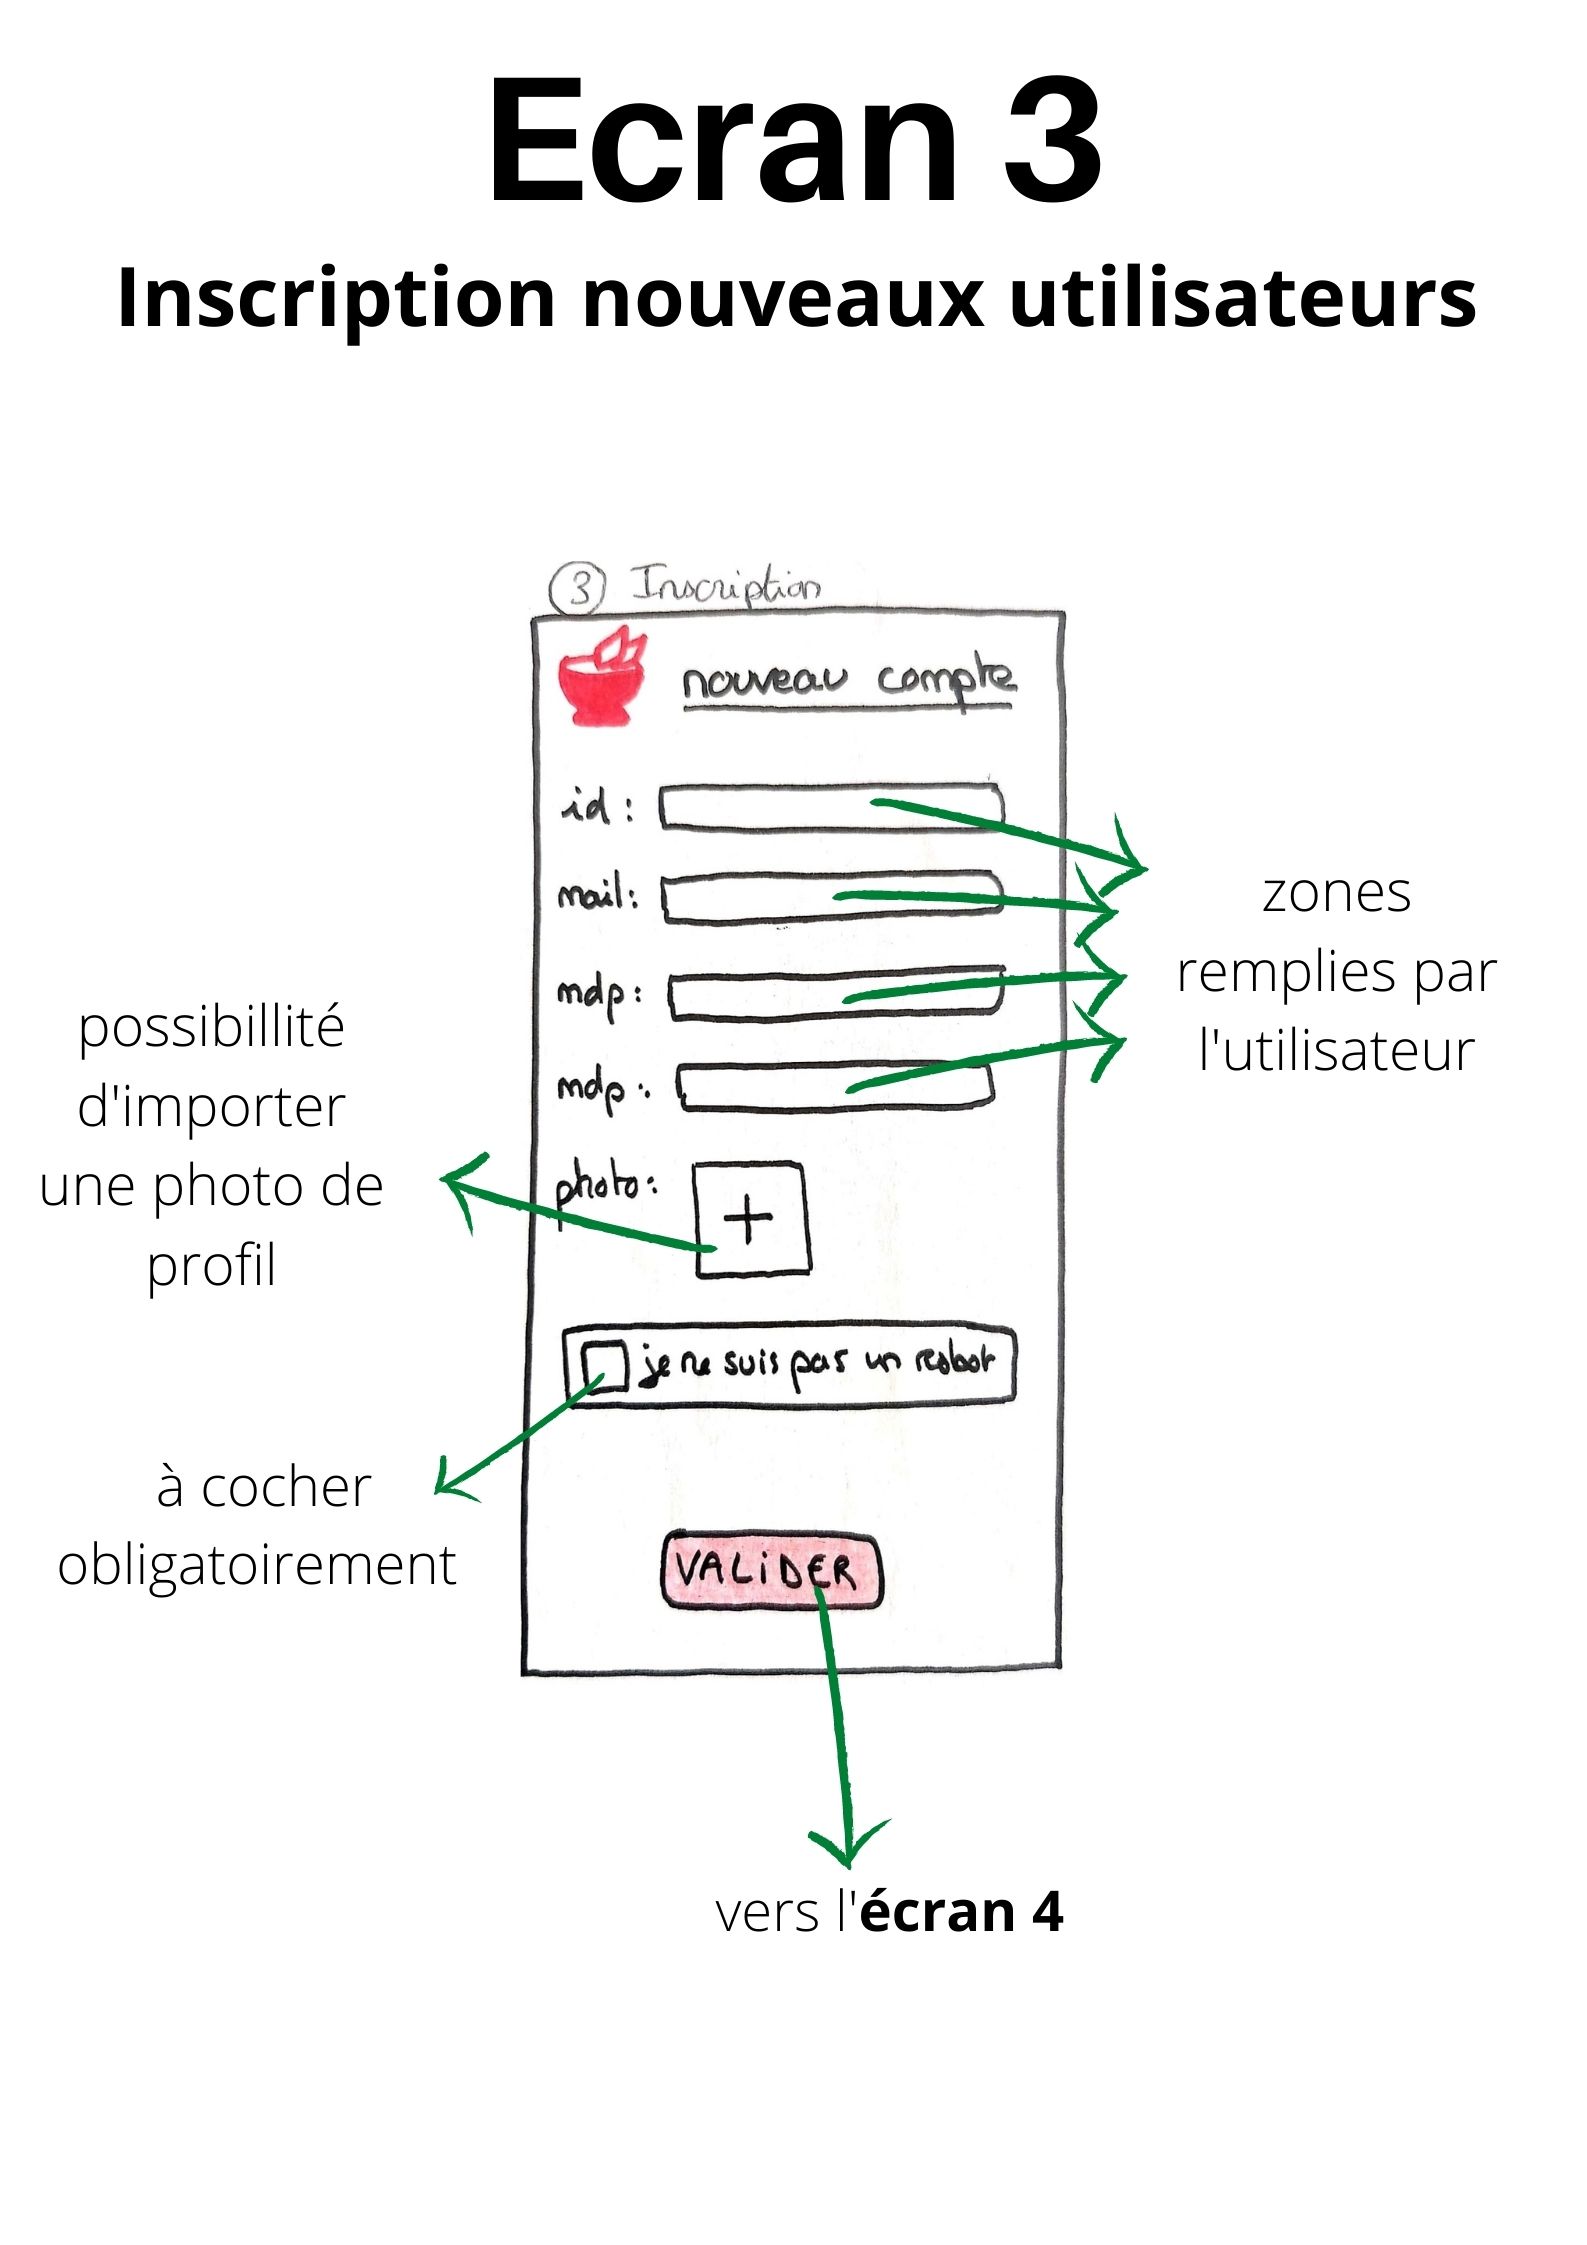 Ecran 3
Inscription nouveaux utilisateurs
3 Inscription
nouveau compte
id :
mail:
mdp:
mdp:
photo:
+
je ne suis pas un robot
VALiDER
zones
remplies par
l'utilisateur
possibillité
d'importer
une photo de
profil
à cocher
obligatoirement
vers l'écran 4